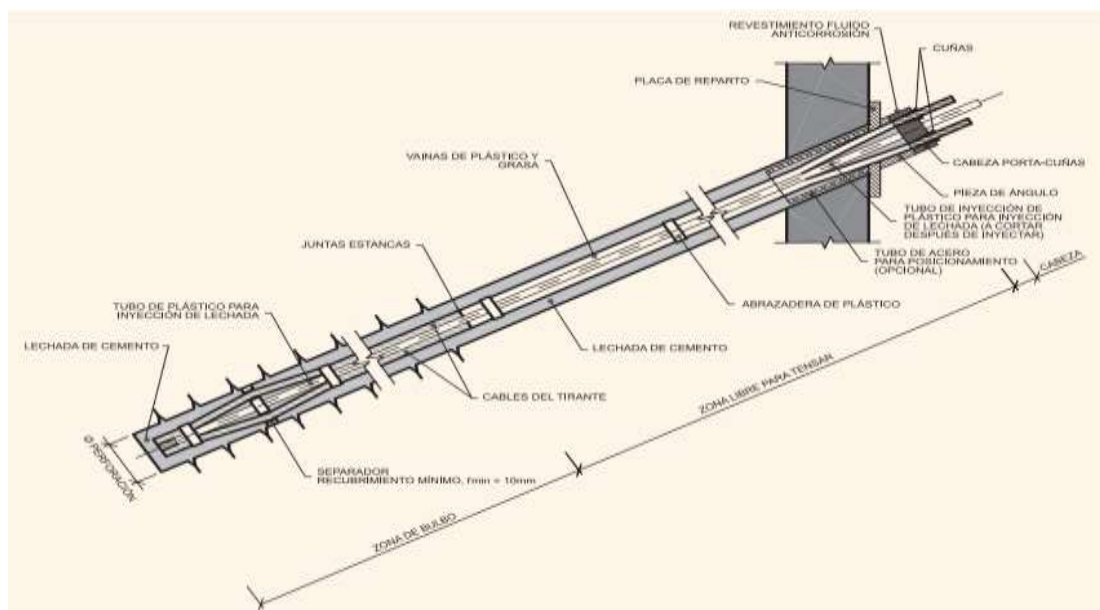 REVESTIMIENTO FLUÍDO
ANTICORROSIÓN
CUÑAS
PLACA DE REPARTO
VAINAS DE PLÁSTICO Y
GRASA
CABEZA PORTA-CUÑAS
PIEZA DE ÁNGULO
TUBO DE INYECCIÓN DE
PLÁSTICO PARA INYECCIÓN
DE LECHADA (A CORTAR
DESPUÉS DE INYECTAR)
JUNTAS ESTANCAS
TUBO DE ACERO
PARA POSICIONAMIENTO
(OPCIONAL)
CABEZA
TUBO DE PLÁSTICO PARA
INYECCIÓN DE LECHADA
ABRAZADERA DE PLÁSTICO
LECHADA DE CEMENTO
LECHADA DE CEMENTO
CABLES DEL TIRANTE
ZONA LIBRE PARA TENSAR
Ø PERFORACIÓN
SEPARADOR
RECUBRIMIENTO MÍNIMO, rmin = 10mm
ZONA DE BULBO